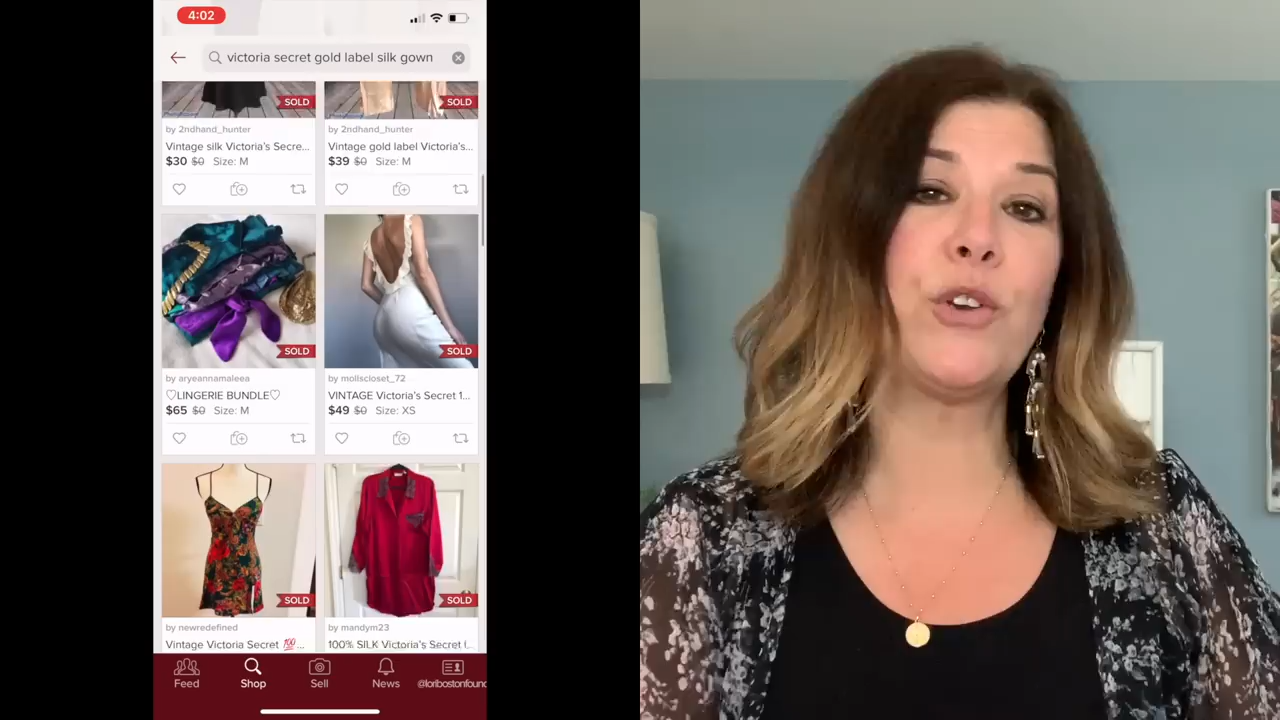 4:02
victoria secret gold label silk gown
SOLD
SOLD
by 2ndhand_hunter
by 2ndhand_hunter
Vintage silk Victoria's Secre...
Vintage gold label Victoria's...
$30 $0 Size: M
$39 $0 Size: M
SOLD
SOLD
by aryeannamaleea
by mollscloset_72
♡LINGERIE BUNDLE♡
VINTAGE Victoria's Secret 1...
$65 $0 Size: M
$49 $0 Size: XS
SOLD
SOLD
by newredefined
by mandym23
Vintage Victoria Secret 💯...
100% SILK Victoria's Secret
Feed
Shop
Sell
News
@loribostonfound